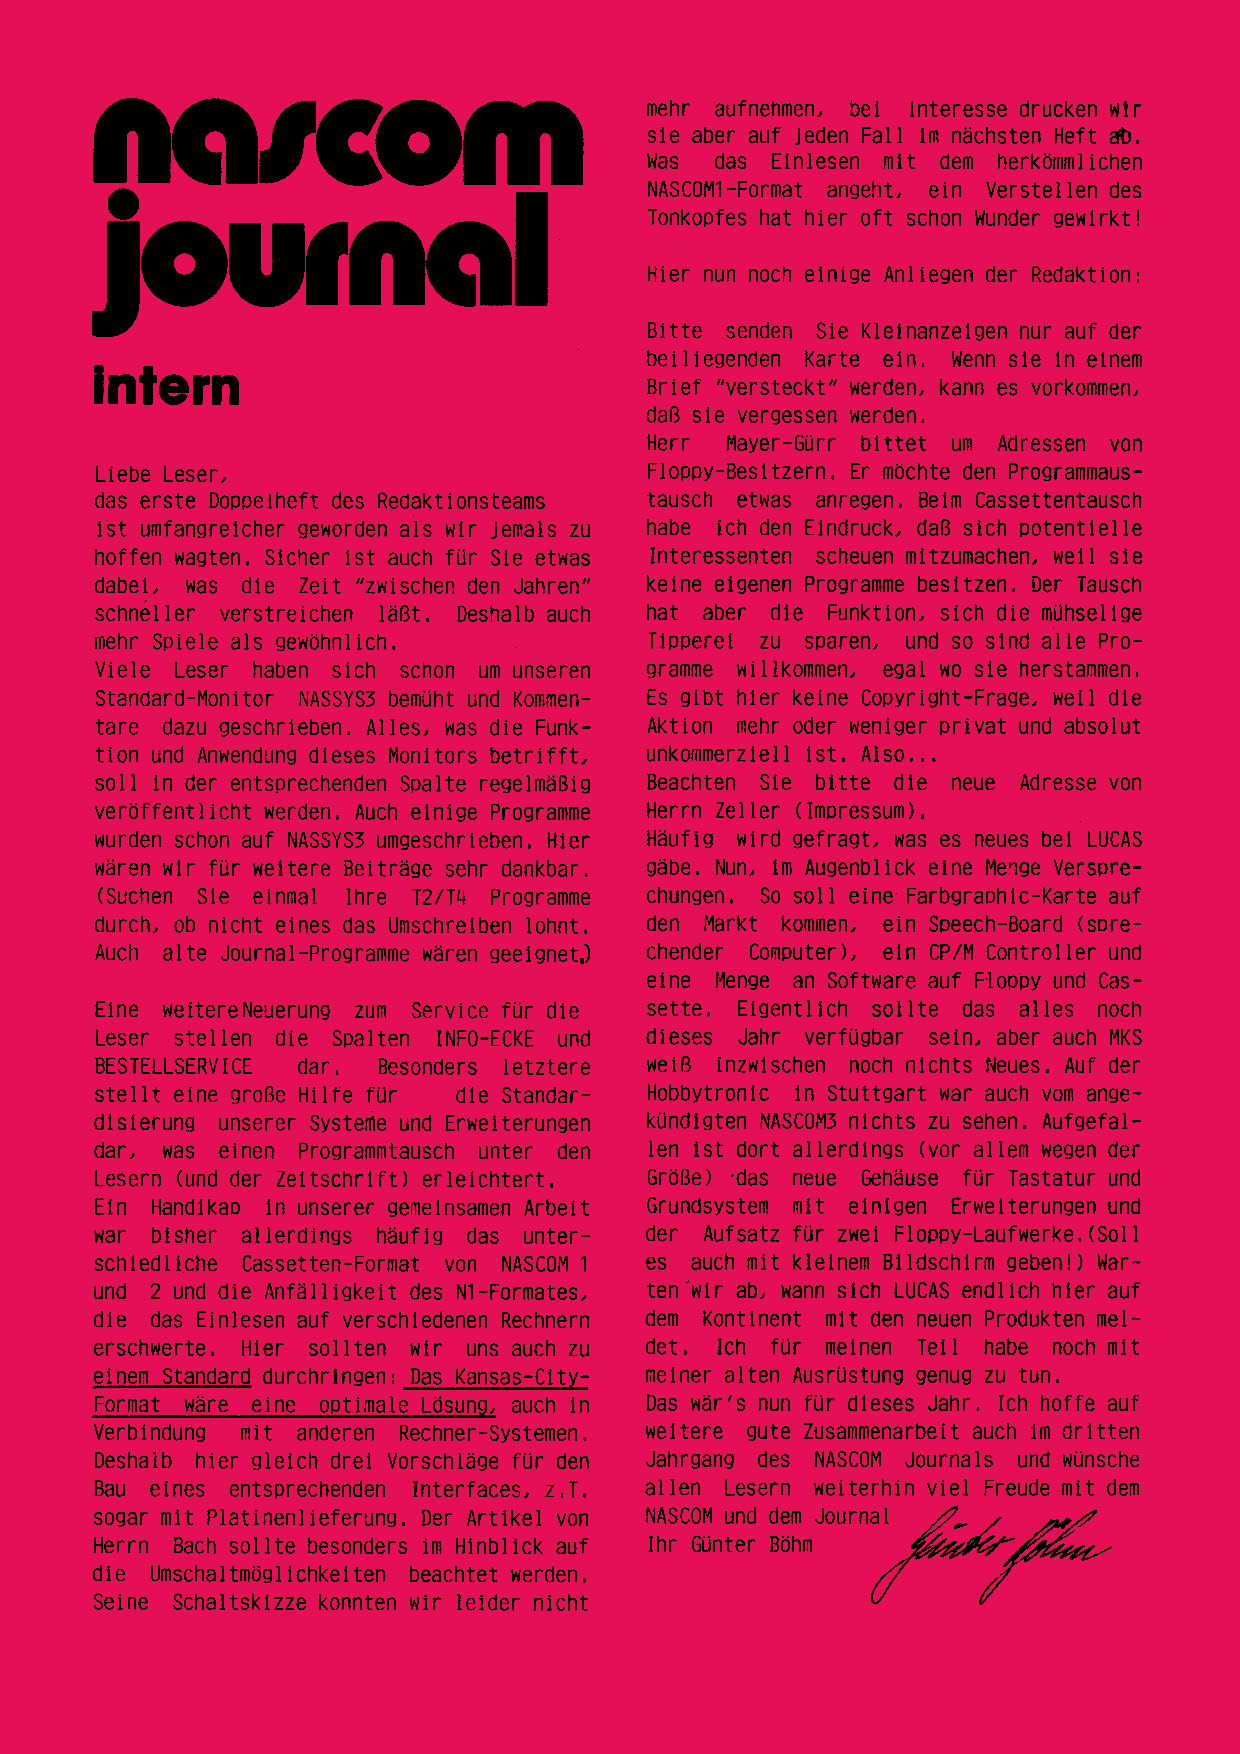 nascom
journal
intern
Liebe Leser,
das erste Doppelheft des Redaktionsteams
ist umfangreicher geworden als wir jemals zu
hoffen wagten. Sicher ist auch für Sie etwas
dabei, was die Zeit "zwischen den Jahren"
schneller verstreichen läßt. Deshalb auch
mehr Spiele als gewöhnlich.
Viele Leser haben sich schon um unseren
Standard-Monitor NASSYS3 bemüht und Kommen-
tare dazu geschrieben. Alles, was die Funk-
tion und Anwendung dieses Monitors betrifft,
soll in der entsprechenden Spalte regelmäßig
veröffentlicht werden. Auch einige Programme
wurden schon auf NASSYS3 umgeschrieben. Hier
wären wir für weitere Beiträge sehr dankbar.
(Suchen Sie einmal Ihre T2/T4 Programme
durch, ob nicht eines das Umschreiben lohnt.
Auch alte Journal-Programme wären geeignet.)
Eine weitere Neuerung zum Service für die
Leser stellen die Spalten INFO-ECKE und
BESTELLSERVICE dar. Besonders letztere
stellt eine große Hilfe für die Standar-
disierung unserer Systeme und Erweiterungen
dar, was einen Programmtausch unter den
Lesern (und der Zeitschrift) erleichtert.
Ein Handikap in unserer gemeinsamen Arbeit
war bisher allerdings häufig das unter-
schiedliche Cassetten-Format von NASCOM 1
und 2 und die Anfälligkeit des N1-Formates,
die das Einlesen auf verschiedenen Rechnern
erschwerte. Hier sollten wir uns auch zu
einem Standard durchringen: Das Kansas-City-
Format wäre eine optimale Lösung, auch in
Verbindung mit anderen Rechner-Systemen.
Deshalb hier gleich drei Vorschläge für den
Bau eines entsprechenden Interfaces, z.T.
sogar mit Platinenlieferung. Der Artikel von
Herrn Bach sollte besonders im Hinblick auf
die Umschaltmöglichkeiten beachtet werden.
Seine Schaltskizze konnten wir leider nicht
mehr aufnehmen, bei Interesse drucken wir
sie aber auf jeden Fall im nächsten Heft ab.
Was das Einlesen mit dem herkömmlichen
NASCOM1-Format angeht, ein Verstellen des
Tonkopfes hat hier oft schon Wunder gewirkt!
Hier nun noch einige Anliegen der Redaktion:
Bitte senden Sie Kleinanzeigen nur auf der
beiliegenden Karte ein. Wenn sie in einem
Brief "versteckt" werden, kann es vorkommen,
daß sie vergessen werden.
Herr Mayer-Gürr bittet um Adressen von
Floppy-Besitzern. Er möchte den Programmaus-
tausch etwas anregen. Beim Cassettentausch
habe ich den Eindruck, daß sich potentielle
Interessenten scheuen mitzumachen, weil sie
keine eigenen Programme besitzen. Der Tausch
hat aber die Funktion, sich die mühselige
Tipperei zu sparen, und so sind alle Pro-
gramme willkommen, egal wo sie herstammen.
Es gibt hier keine Copyright-Frage, weil die
Aktion mehr oder weniger privat und absolut
unkommerziell ist. Also...
Beachten Sie bitte die neue Adresse von
Herrn Zeller (Impressum).
Häufig wird gefragt, was es neues bei LUCAS
gäbe. Nun, im Augenblick eine Menge Verspre-
chungen. So soll eine Farbgraphic-Karte auf
den Markt kommen, ein Speech-Board (spre-
chender Computer), ein CP/M Controller und
eine Menge an Software auf Floppy und Cas-
sette. Eigentlich sollte das alles noch
dieses Jahr verfügbar sein, aber auch MKS
weiß inzwischen noch nichts Neues. Auf der
Hobbytronic in Stuttgart war auch vom ange-
kündigten NASCOM3 nichts zu sehen. Aufgefal-
len ist dort allerdings (vor allem wegen der
Größe) das neue Gehäuse für Tastatur und
Grundsystem mit einigen Erweiterungen und
der Aufsatz für zwei Floppy-Laufwerke.(Soll
es auch mit kleinem Bildschirm geben!) War-
ten wir ab, wann sich LUCAS endlich hier auf
dem Kontinent mit den neuen Produkten mel-
det. Ich für meinen Teil habe noch mit
meiner alten Ausrüstung genug zu tun.
Das wär's nun für dieses Jahr. Ich hoffe auf
weitere gute Zusammenarbeit auch im dritten
Jahrgang des NASCOM Journals und wünsche
allen Lesern weiterhin viel Freude mit dem
NASCOM und dem Journal
Ihr Günter Böhm
Günter Böhm